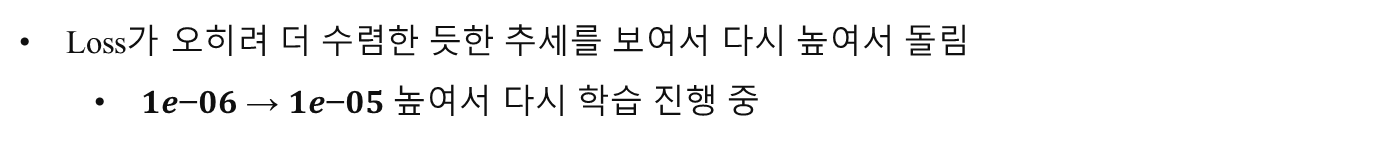 • Loss가 오히려 더 수렴한 듯한 추세를 보여서 다시 높여서 돌림
• 1e−06 → 1e−05 높여서 다시 학습 진행 중